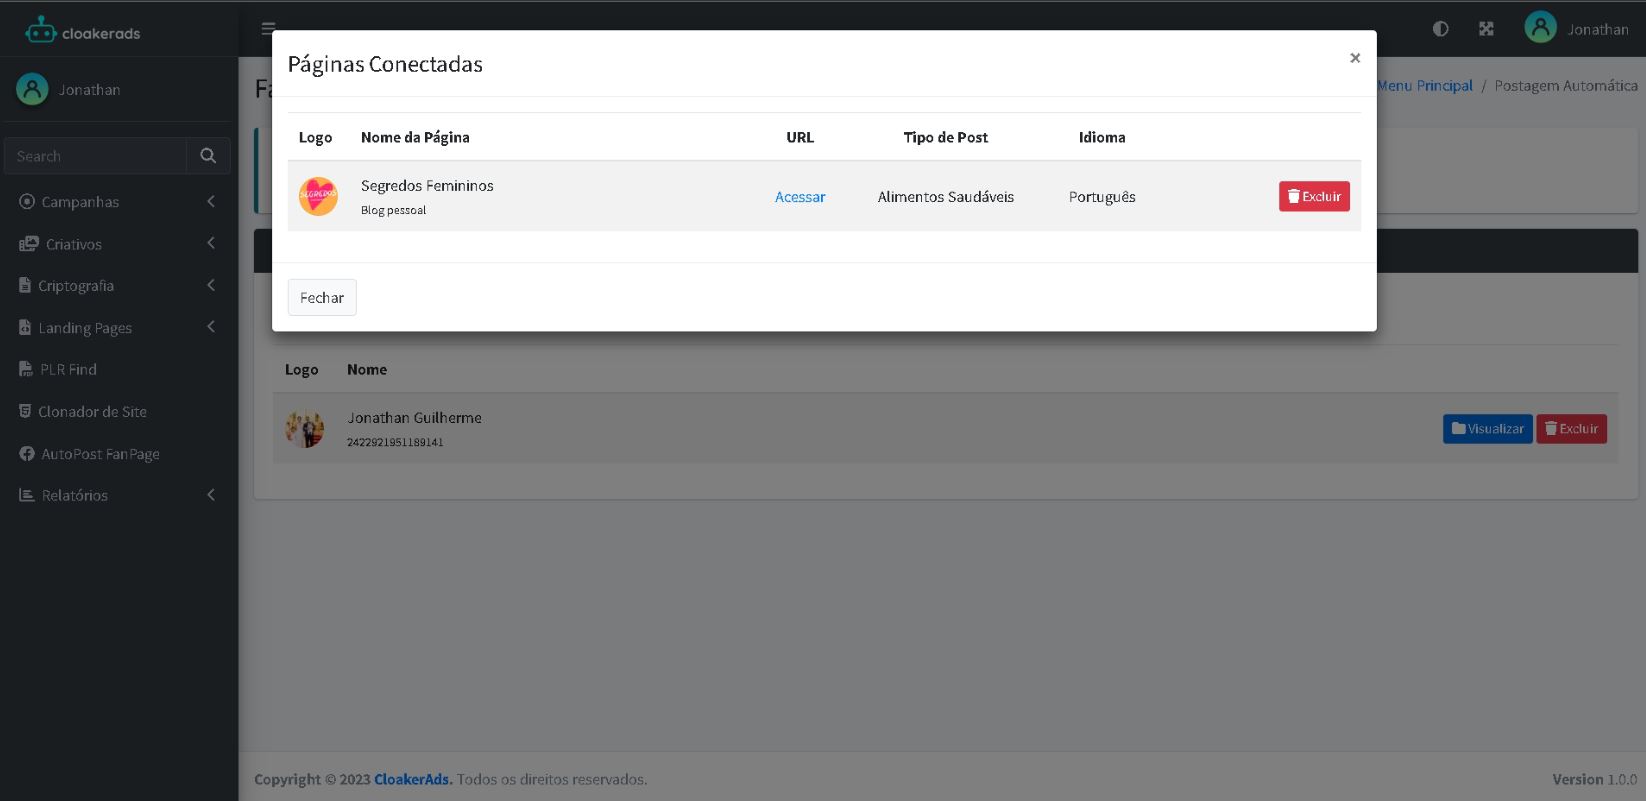 cloakerads
Jonathan
Jonathan
Search
Campanhas
Criativos
Criptografia
Landing Pages
PLR Find
Clonador de Site
AutoPost FanPage
Relatórios
Menu Principal / Postagem Automática
Páginas Conectadas ×
Logo Nome da Página URL Tipo de Post Idioma
SEGREDOS
Segredos Femininos
Blog pessoal
Acessar Alimentos Saudáveis Português Excluir
Fechar
Logo Nome
Jonathan Guilherme
2422921951189141
Visualizar Excluir
Copyright © 2023 CloakerAds. Todos os direitos reservados. Version 1.0.0